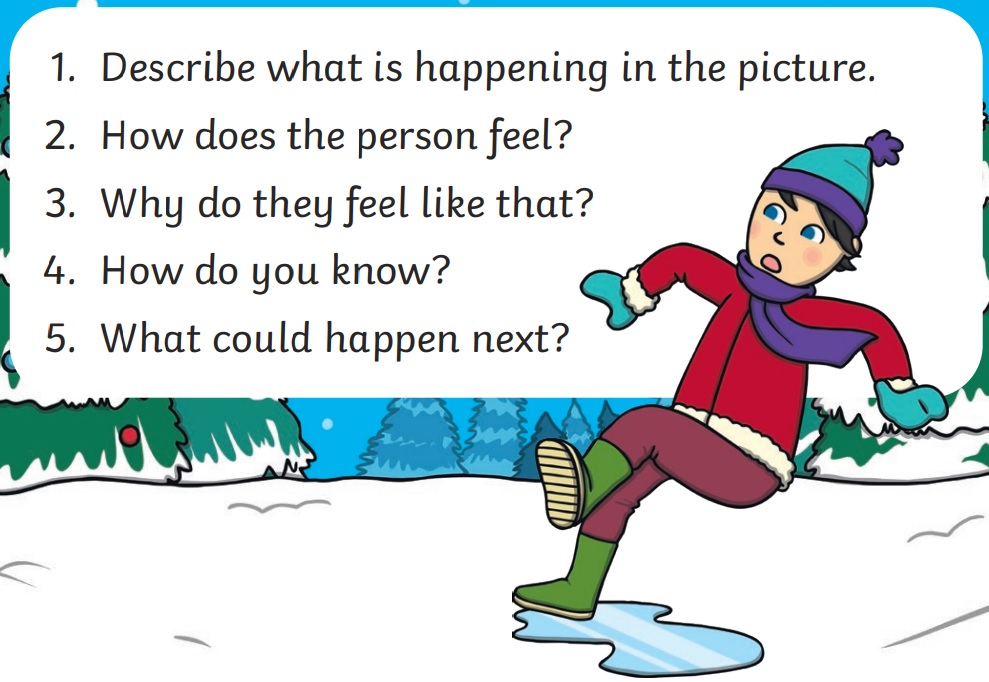 1. Describe what is happening in the picture.
2. How does the person feel?
3. Why do they feel like that?
4. How do you know?
5. What could happen next?